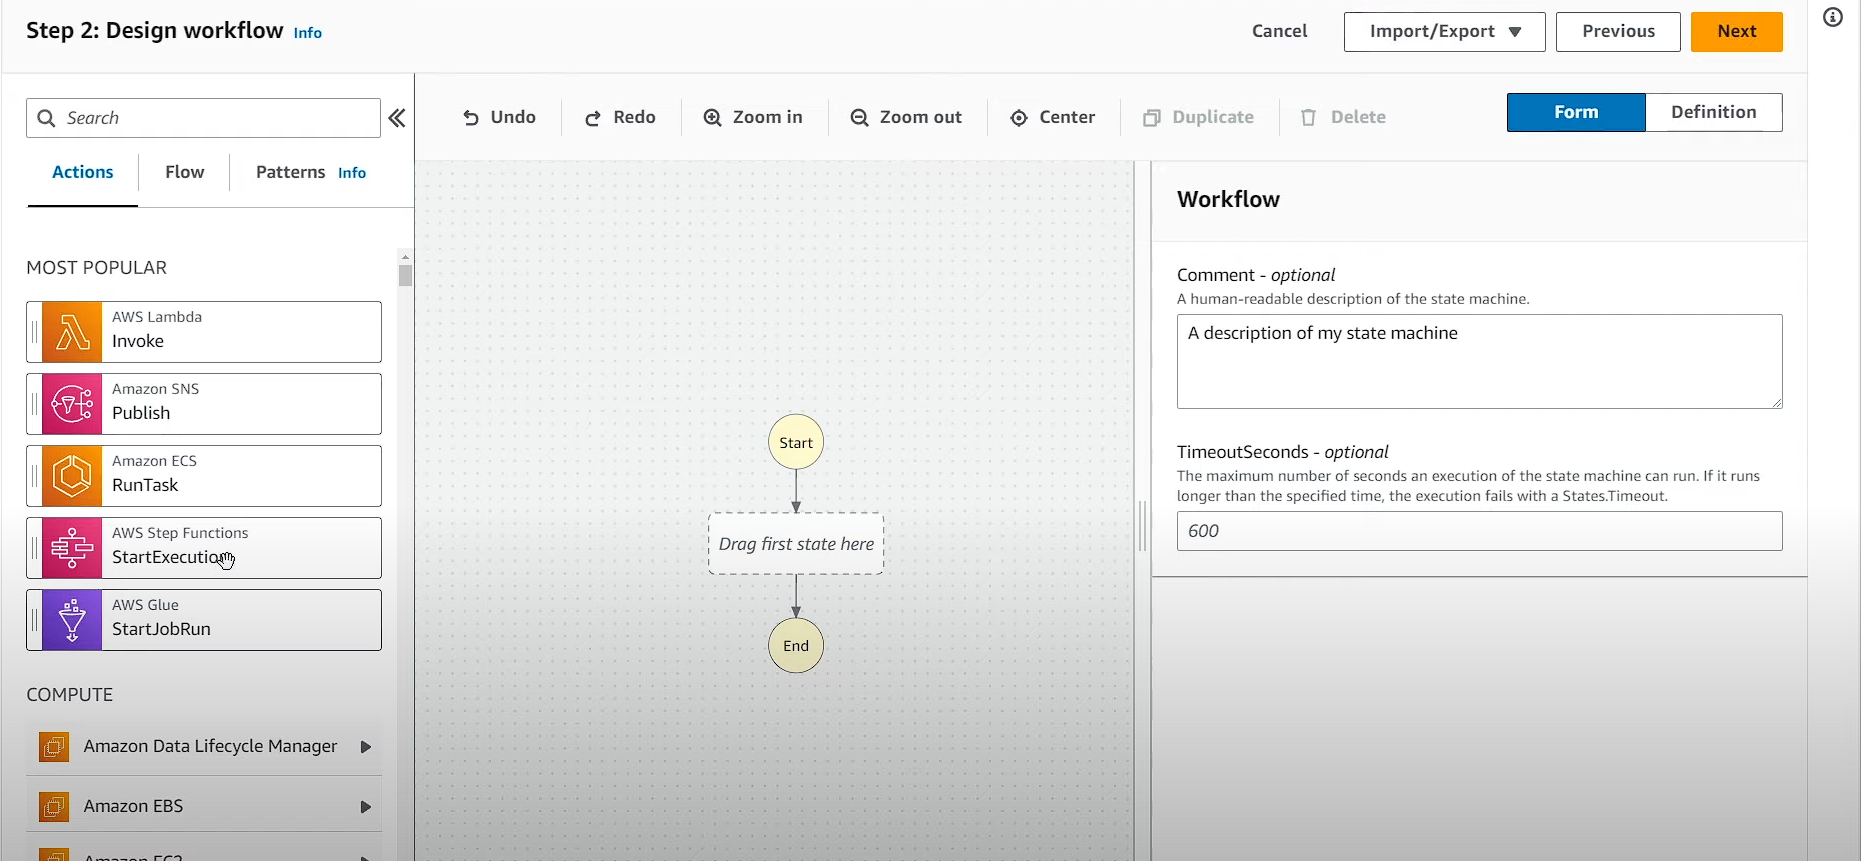 Step 2: Design workflow Info
Cancel
Import/Export
Previous
Next
Search
Undo
Redo
Zoom in
Zoom out
Center
Duplicate
Delete
Form
Definition
Actions
Flow
Patterns Info
MOST POPULAR
AWS Lambda
Invoke
Amazon SNS
Publish
Amazon ECS
RunTask
AWS Step Functions
StartExecution
AWS Glue
StartJobRun
COMPUTE
Amazon Data Lifecycle Manager
Amazon EBS
Amazon EC2
Start
Drag first state here
End
Workflow
Comment - optional
A human-readable description of the state machine.
A description of my state machine
TimeoutSeconds - optional
The maximum number of seconds an execution of the state machine can run. If it runs
longer than the specified time, the execution fails with a States.Timeout.
600